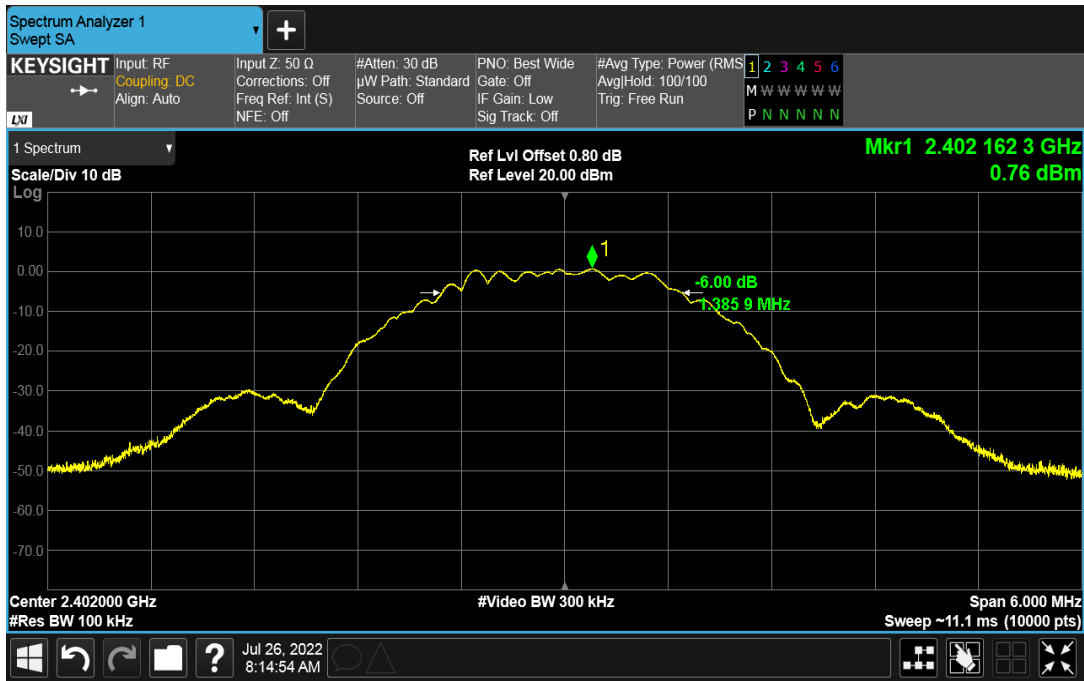 Spectrum Analyzer 1
Swept SA
+
KEYSIGHT
LXI
Input: RF
Coupling: DC
Align: Auto
Input Z: 50 Ω
Corrections: Off
Freq Ref: Int (S)
NFE: Off
#Atten: 30 dB
µW Path: Standard
Source: Off
PNO: Best Wide
Gate: Off
IF Gain: Low
Sig Track: Off
#Avg Type: Power (RMS
Avg|Hold: 100/100
Trig: Free Run
1 2 3 4 5 6
M W W W W W
P N N N N N
1 Spectrum
Scale/Div 10 dB
Log
Ref Lvl Offset 0.80 dB
Ref Level 20.00 dBm
Mkr1 2.402 162 3 GHz
0.76 dBm
10.0
0.00
-10.0
-20.0
-30.0
-40.0
-50.0
-60.0
-70.0
1
-6.00 dB
1.385 9 MHz
Center 2.402000 GHz
#Video BW 300 kHz
Span 6.000 MHz
#Res BW 100 kHz
Sweep ~11.1 ms (10000 pts)
?
Jul 26, 2022
8:14:54 AM